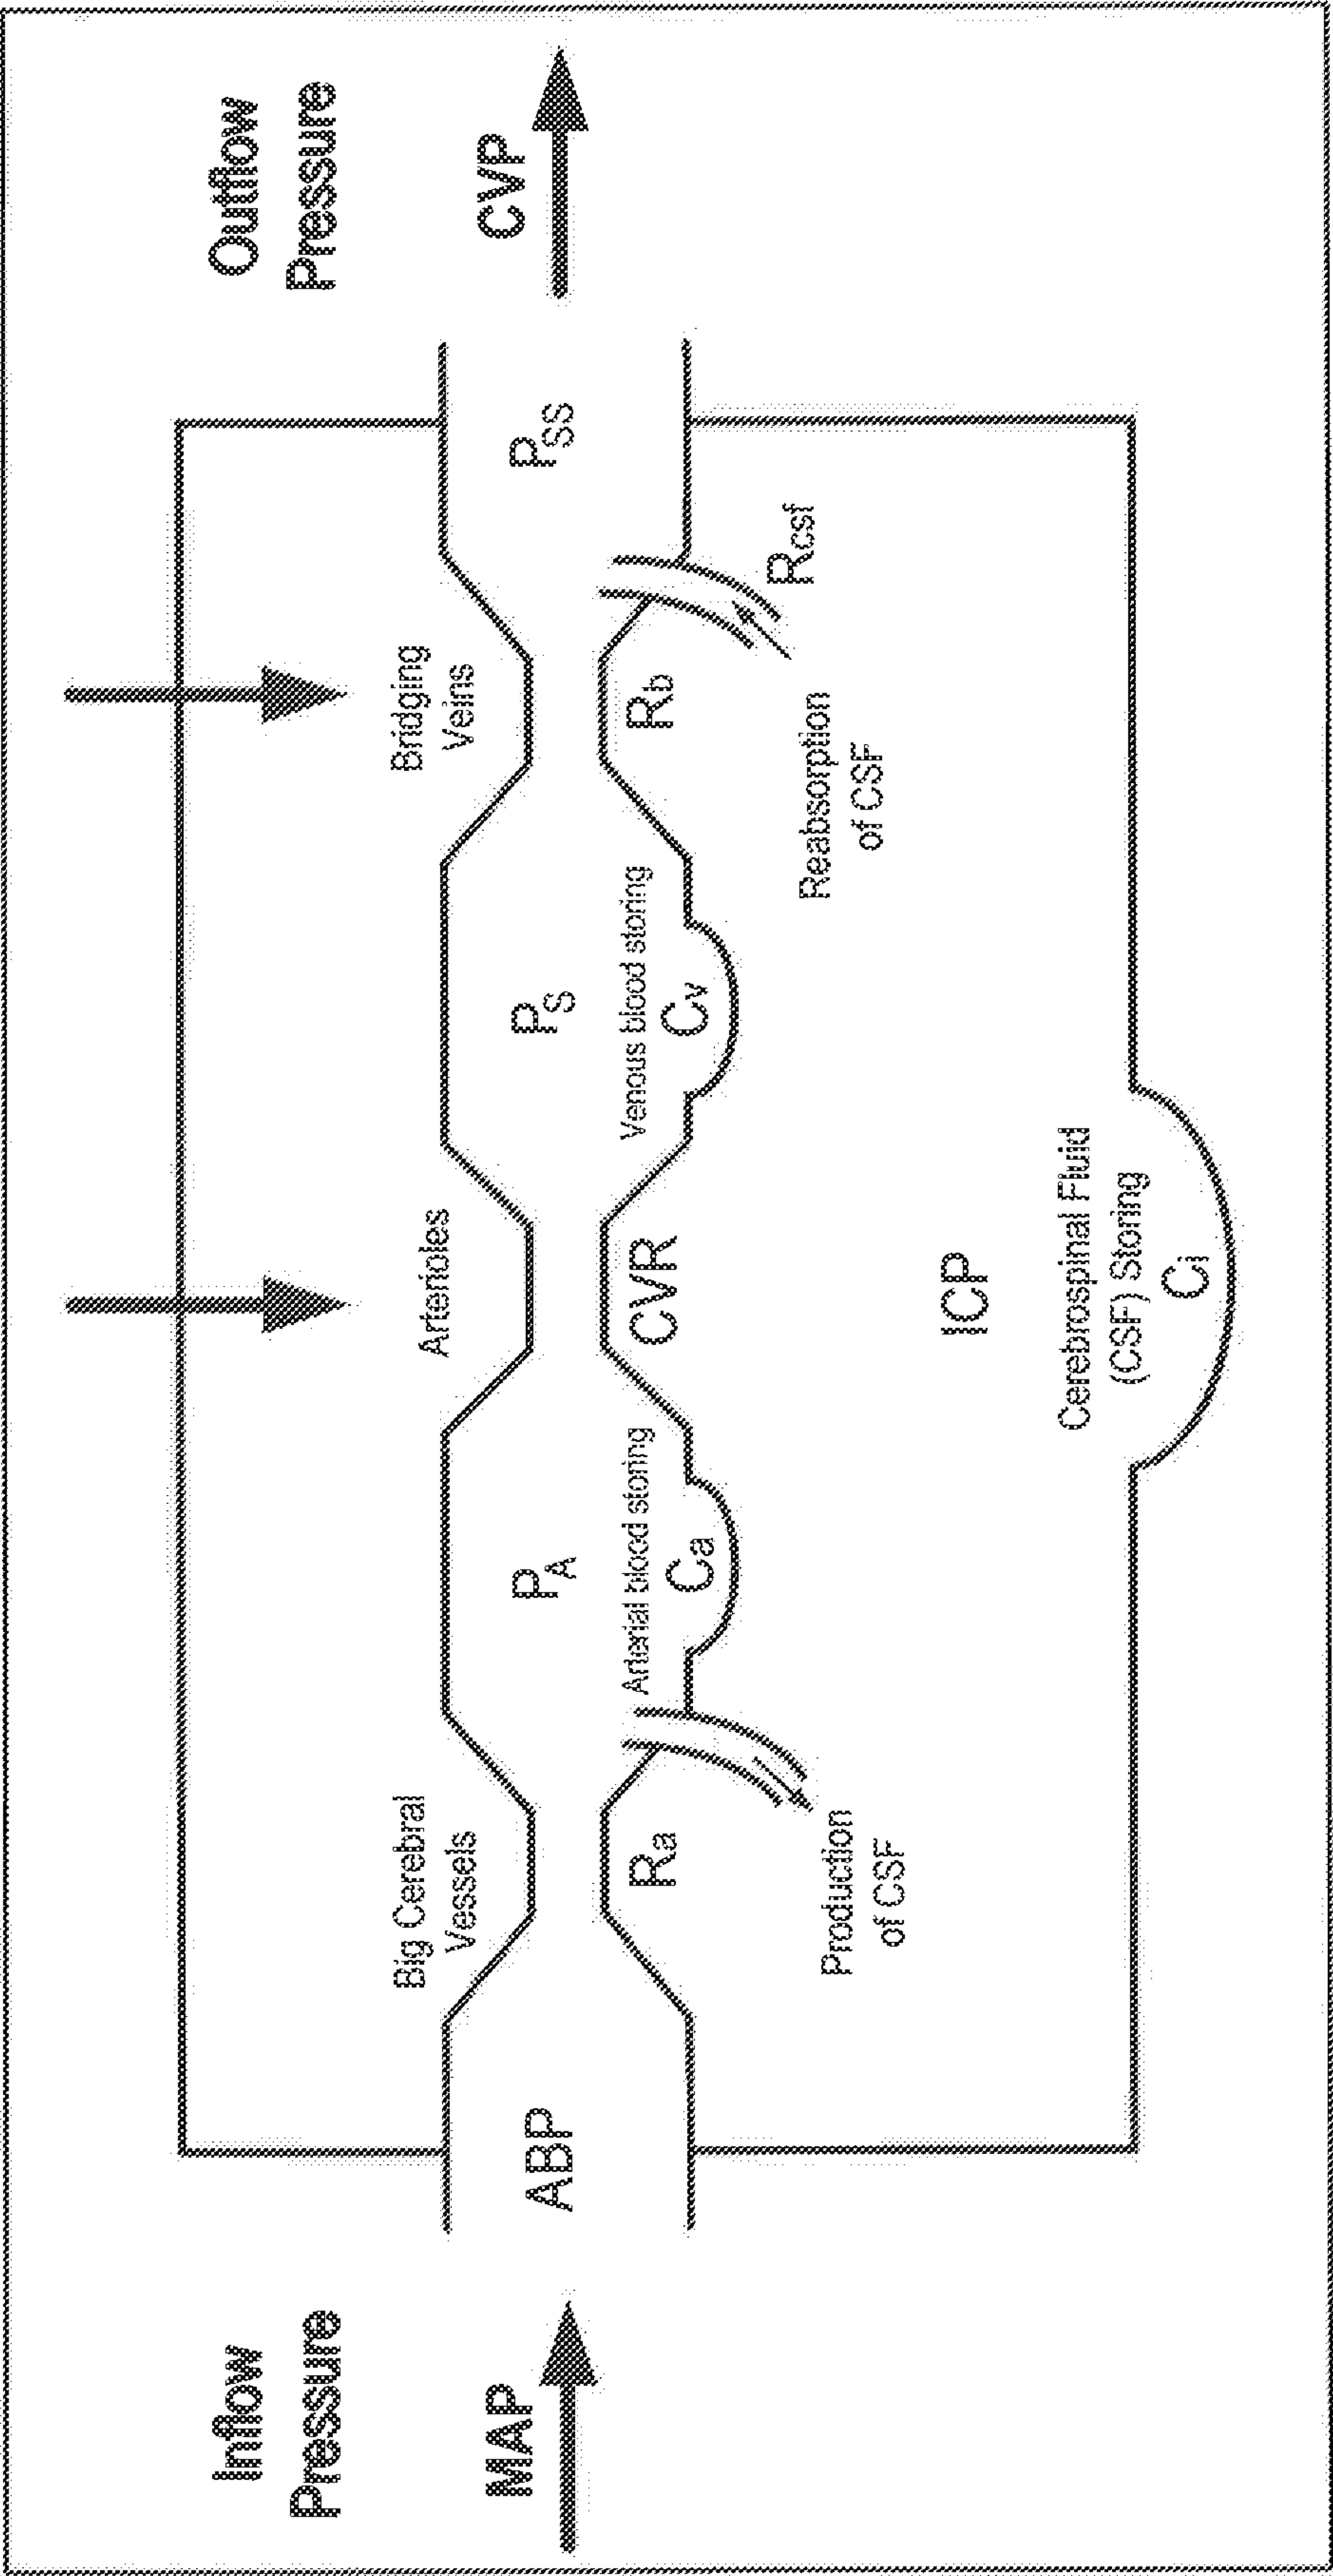 Inflow
Pressure
MAP
ABP
Big Cerebral
Vessels
Ra
Production
of CSF
PA
Arterial blood storing
Ca
Arterioles
CVR
ICP
Cerebrospinal Fluid
(CSF) Storing
Ci
PS
Venous blood storing
Cv
Bridging
Veins
Rb
Reabsorption
of CSF
Rcsf
PSS
Outflow
Pressure
CVP